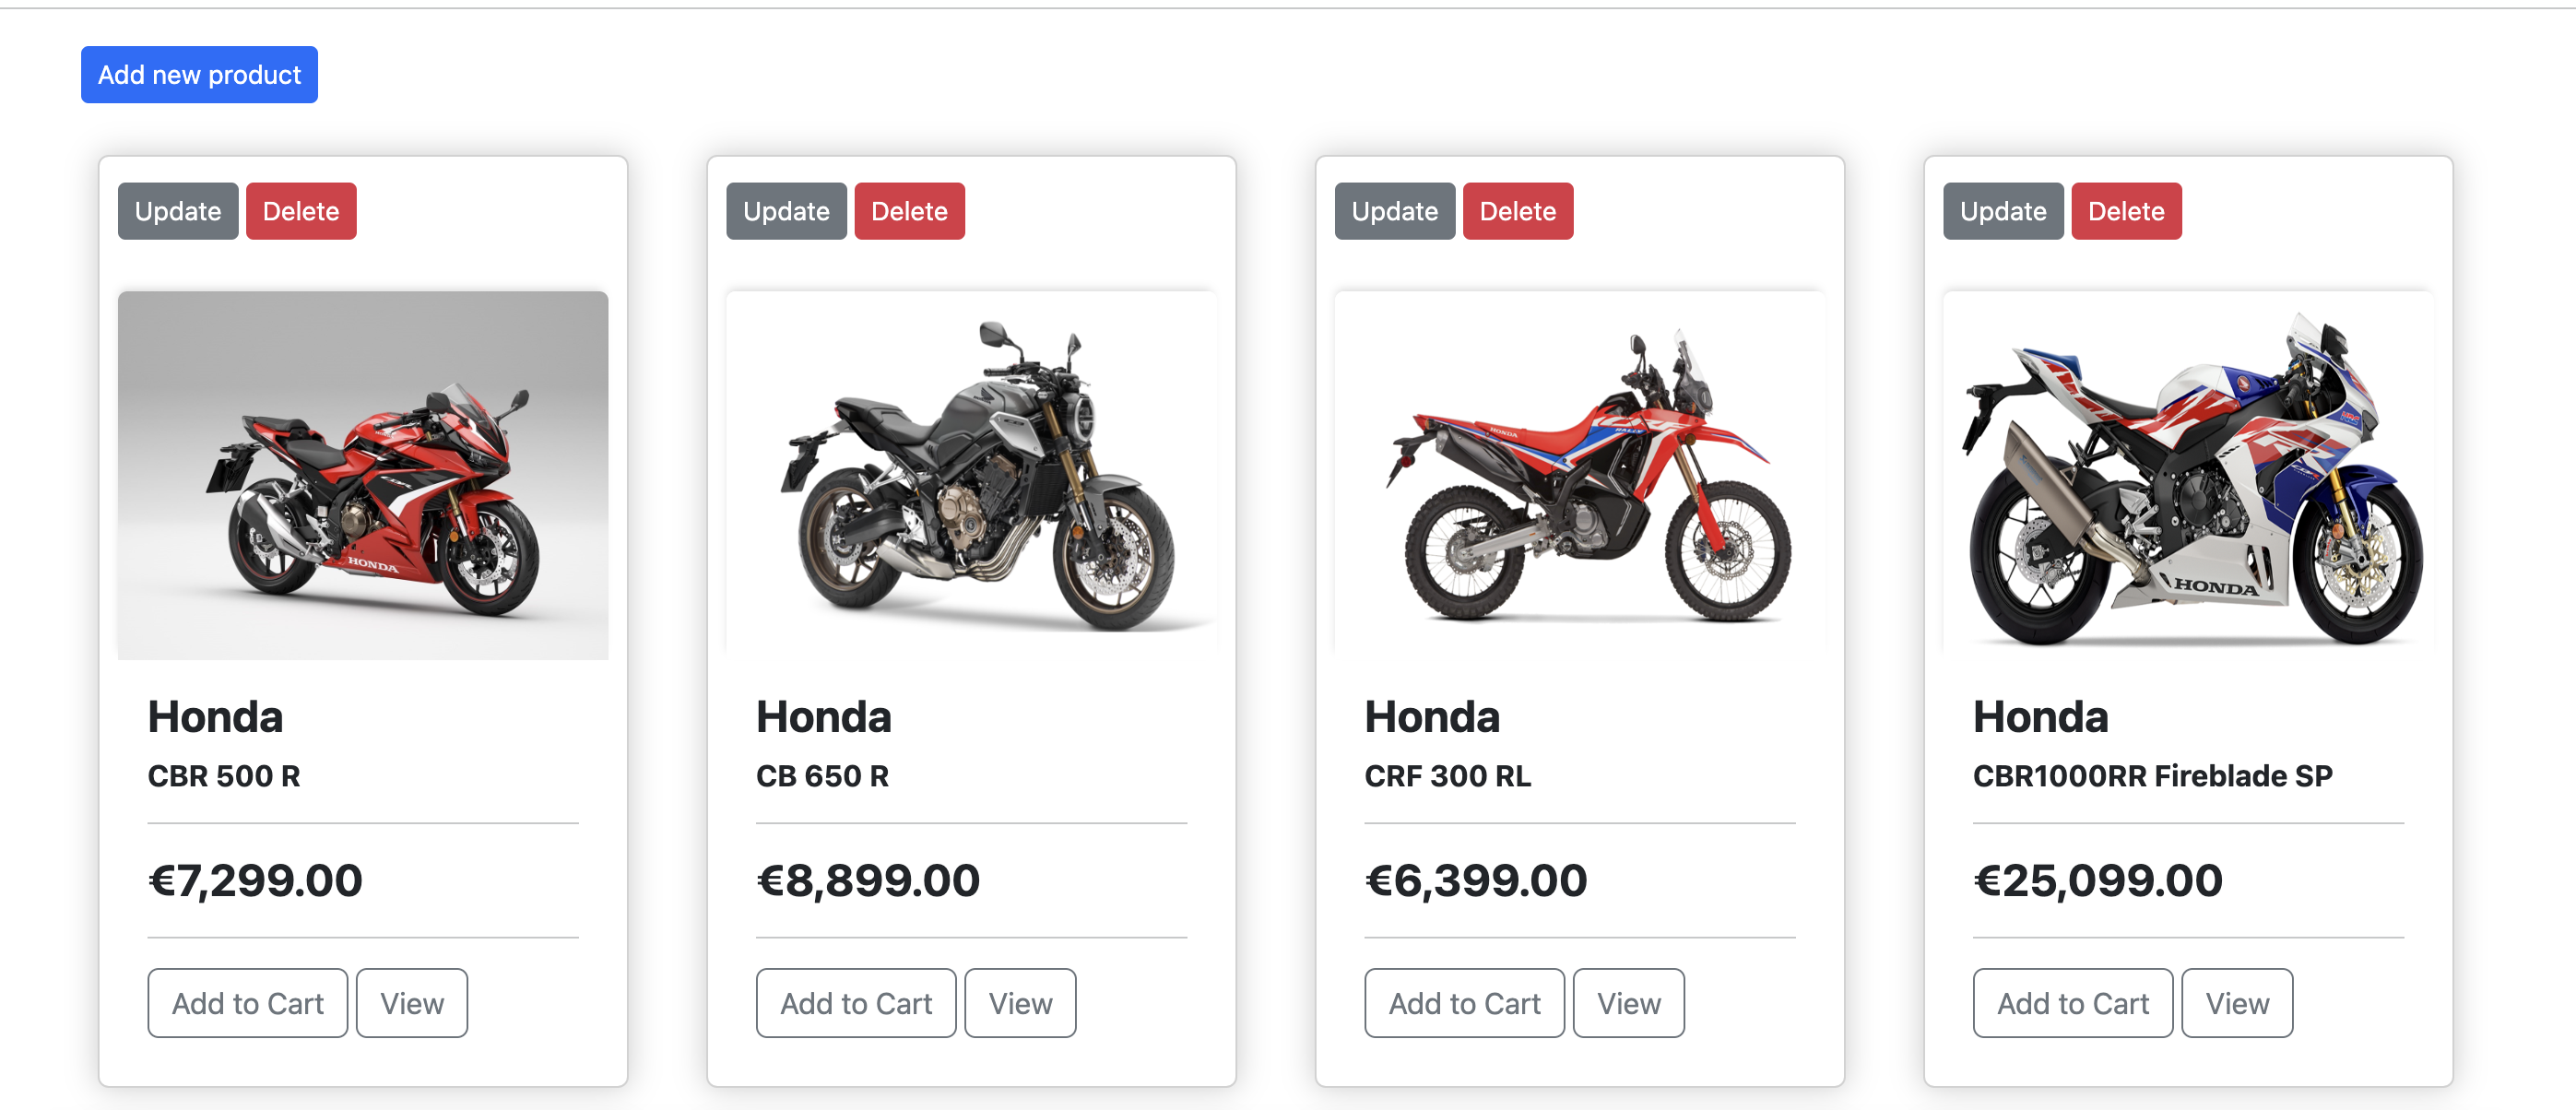 Add new product
Update Delete
HONDA
Honda
CBR 500 R
€7,299.00
Add to Cart View
Update Delete
Honda
CB 650 R
€8,899.00
Add to Cart View
Update Delete
HONDA
CRF
RALLY
Honda
CRF 300 RL
€6,399.00
Add to Cart View
Update Delete
HONDA
Honda
CBR1000RR Fireblade SP
€25,099.00
Add to Cart View